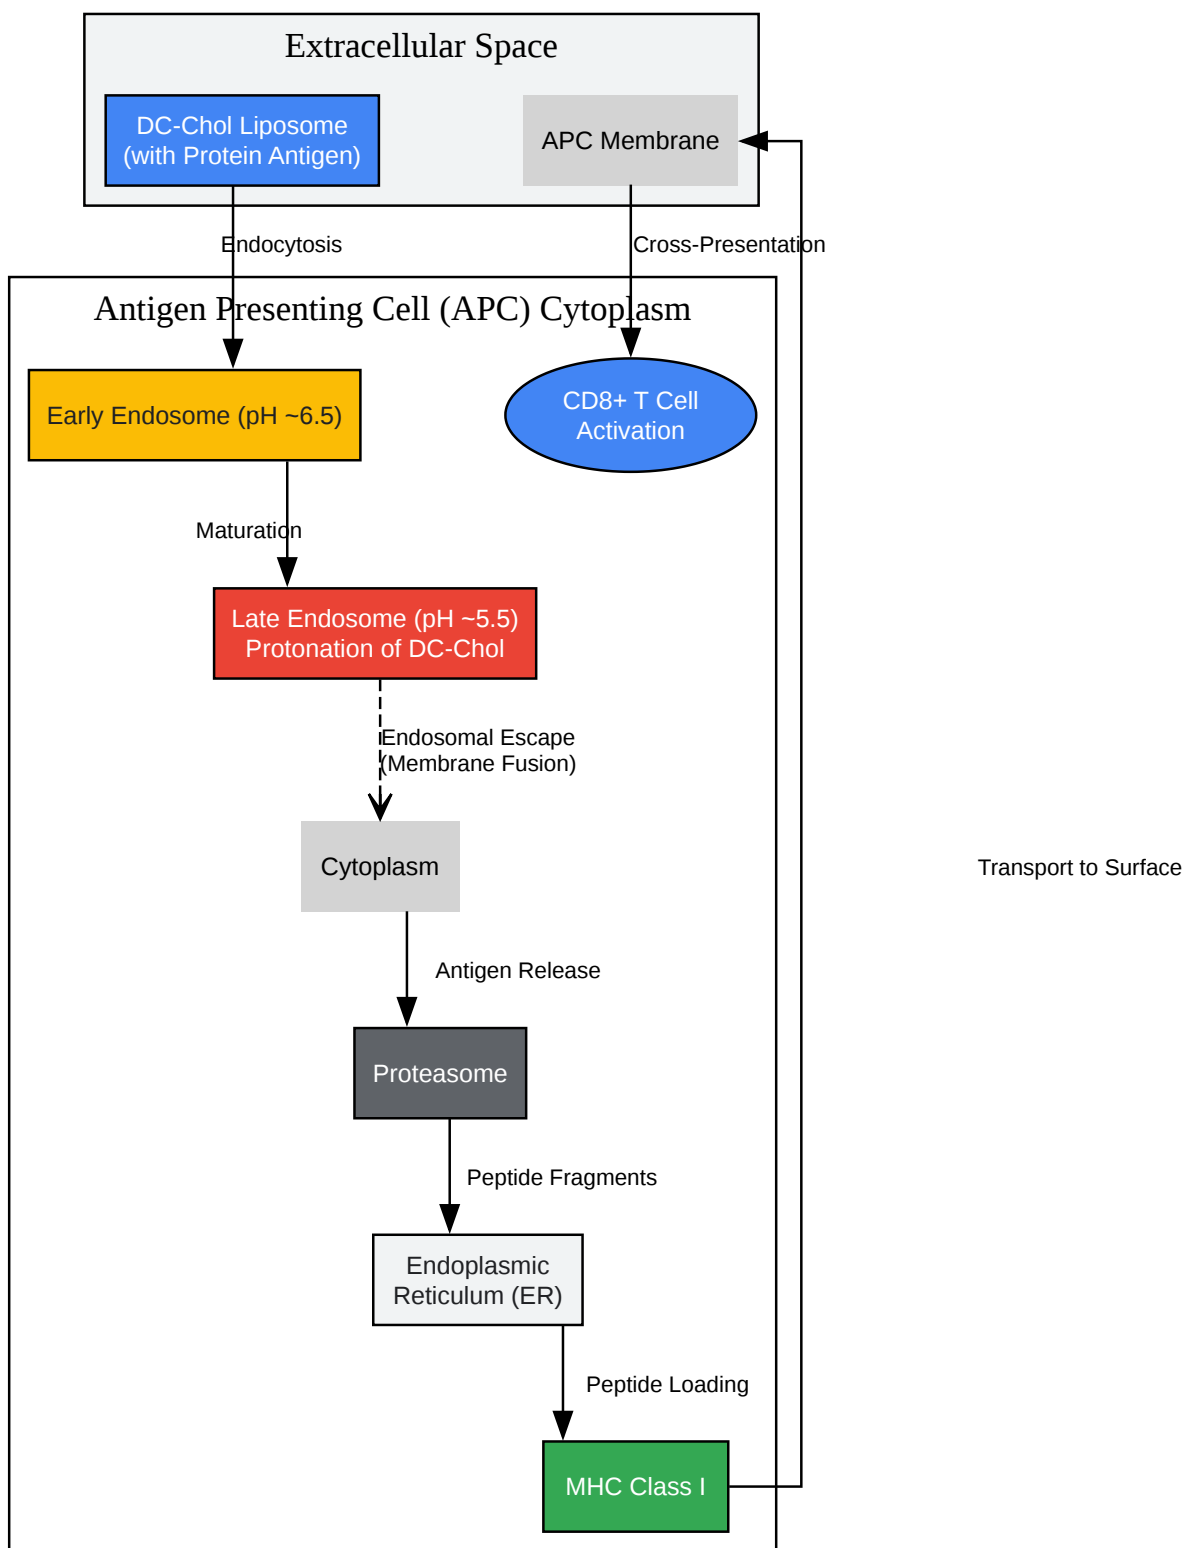 Extracellular Space
DC-Chol Liposome
(with Protein Antigen)
APC Membrane
Endocytosis
Cross-Presentation
Antigen Presenting Cell (APC) Cytoplasm
Early Endosome (pH ~6.5)
CD8+ T Cell
Activation
Maturation
Late Endosome (pH ~5.5)
Protonation of DC-Chol
Endosomal Escape
(Membrane Fusion)
Cytoplasm
Transport to Surface
Antigen Release
Proteasome
Peptide Fragments
Endoplasmic
Reticulum (ER)
Peptide Loading
MHC Class I